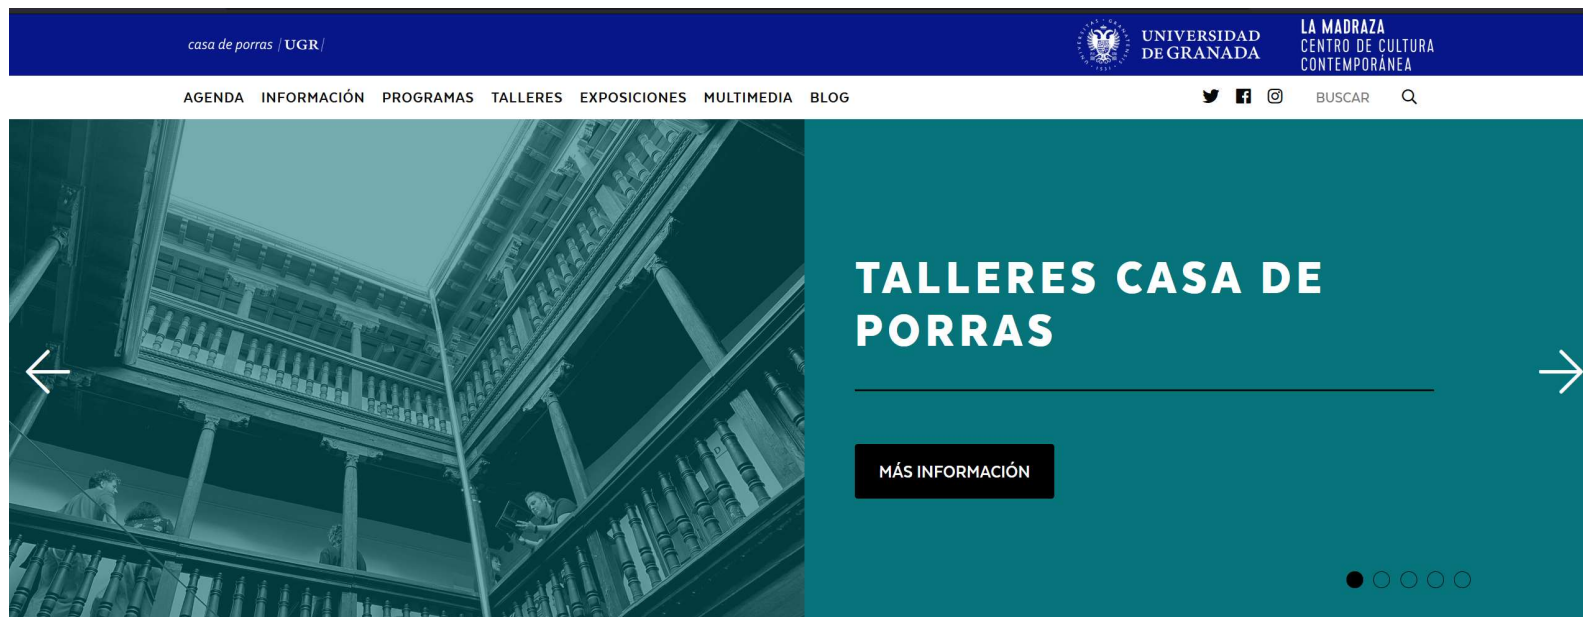 casa de porras / UGR /
UNIVERSIDAD
DE GRANADA
LA MADRAZA
CENTRO DE CULTURA
CONTEMPORÁNEA
AGENDA INFORMACIÓN PROGRAMAS TALLERES EXPOSICIONES MULTIMEDIA BLOG
BUSCAR
TALLERES CASA DE
PORRAS
MÁS INFORMACIÓN